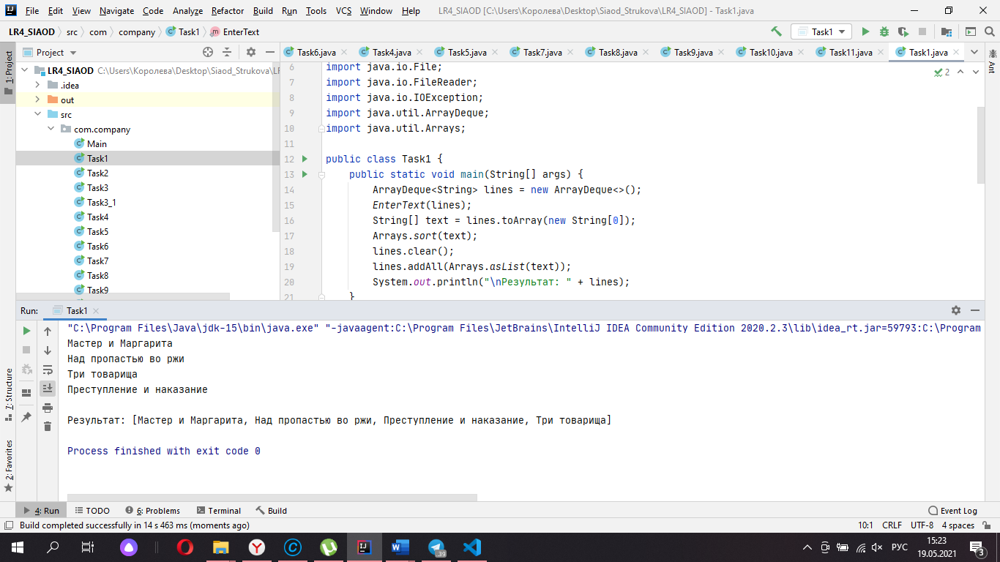 File Edit View Navigate Code Analyze Refactor Build Run Tools VCS Window Help LR4_SIAOD [C:\Users\Королева\Desktop\Siaod_Strukova\LR4_SIAOD] - Task1.java
LR4_SIAOD src com company Task1 EnterText Task1
1: Project Project Task6.java Task4.java Task5.java Task7.java Task8.java Task9.java Task10.java Task11.java Task1.java Ant
LR4_SIAOD C:\Users\Королева\Desktop\Siaod_Strukova\LR
.idea
out
src
com.company
Main
Task1
Task2
Task3
Task3_1
Task4
Task5
Task6
Task7
Task8
Task9
2
6 import java.io.File;
7 import java.io.FileReader;
8 import java.io.IOException;
9 import java.util.ArrayDeque;
10 import java.util.Arrays;
11
12 public class Task1 {
13 public static void main(String[] args) {
14 ArrayDeque<String> lines = new ArrayDeque<>();
15 EnterText(lines);
16 String[] text = lines.toArray(new String[0]);
17 Arrays.sort(text);
18 lines.clear();
19 lines.addAll(Arrays.asList(text));
20 System.out.println("\nРезультат: " + lines);
21 }
Run: Task1
"C:\Program Files\Java\jdk-15\bin\java.exe" "-javaagent:C:\Program Files\JetBrains\IntelliJ IDEA Community Edition 2020.2.3\lib\idea_rt.jar=59793:C:\Program
Мастер и Маргарита
Над пропастью во ржи
Три товарища
Преступление и наказание
Результат: [Мастер и Маргарита, Над пропастью во ржи, Преступление и наказание, Три товарища]
Process finished with exit code 0
7: Structure
2: Favorites
4: Run TODO 6: Problems Terminal Build Event Log
Build completed successfully in 14 s 463 ms (moments ago) 10:1 CRLF UTF-8 4 spaces
39 РУС 15:23
19.05.2021 3